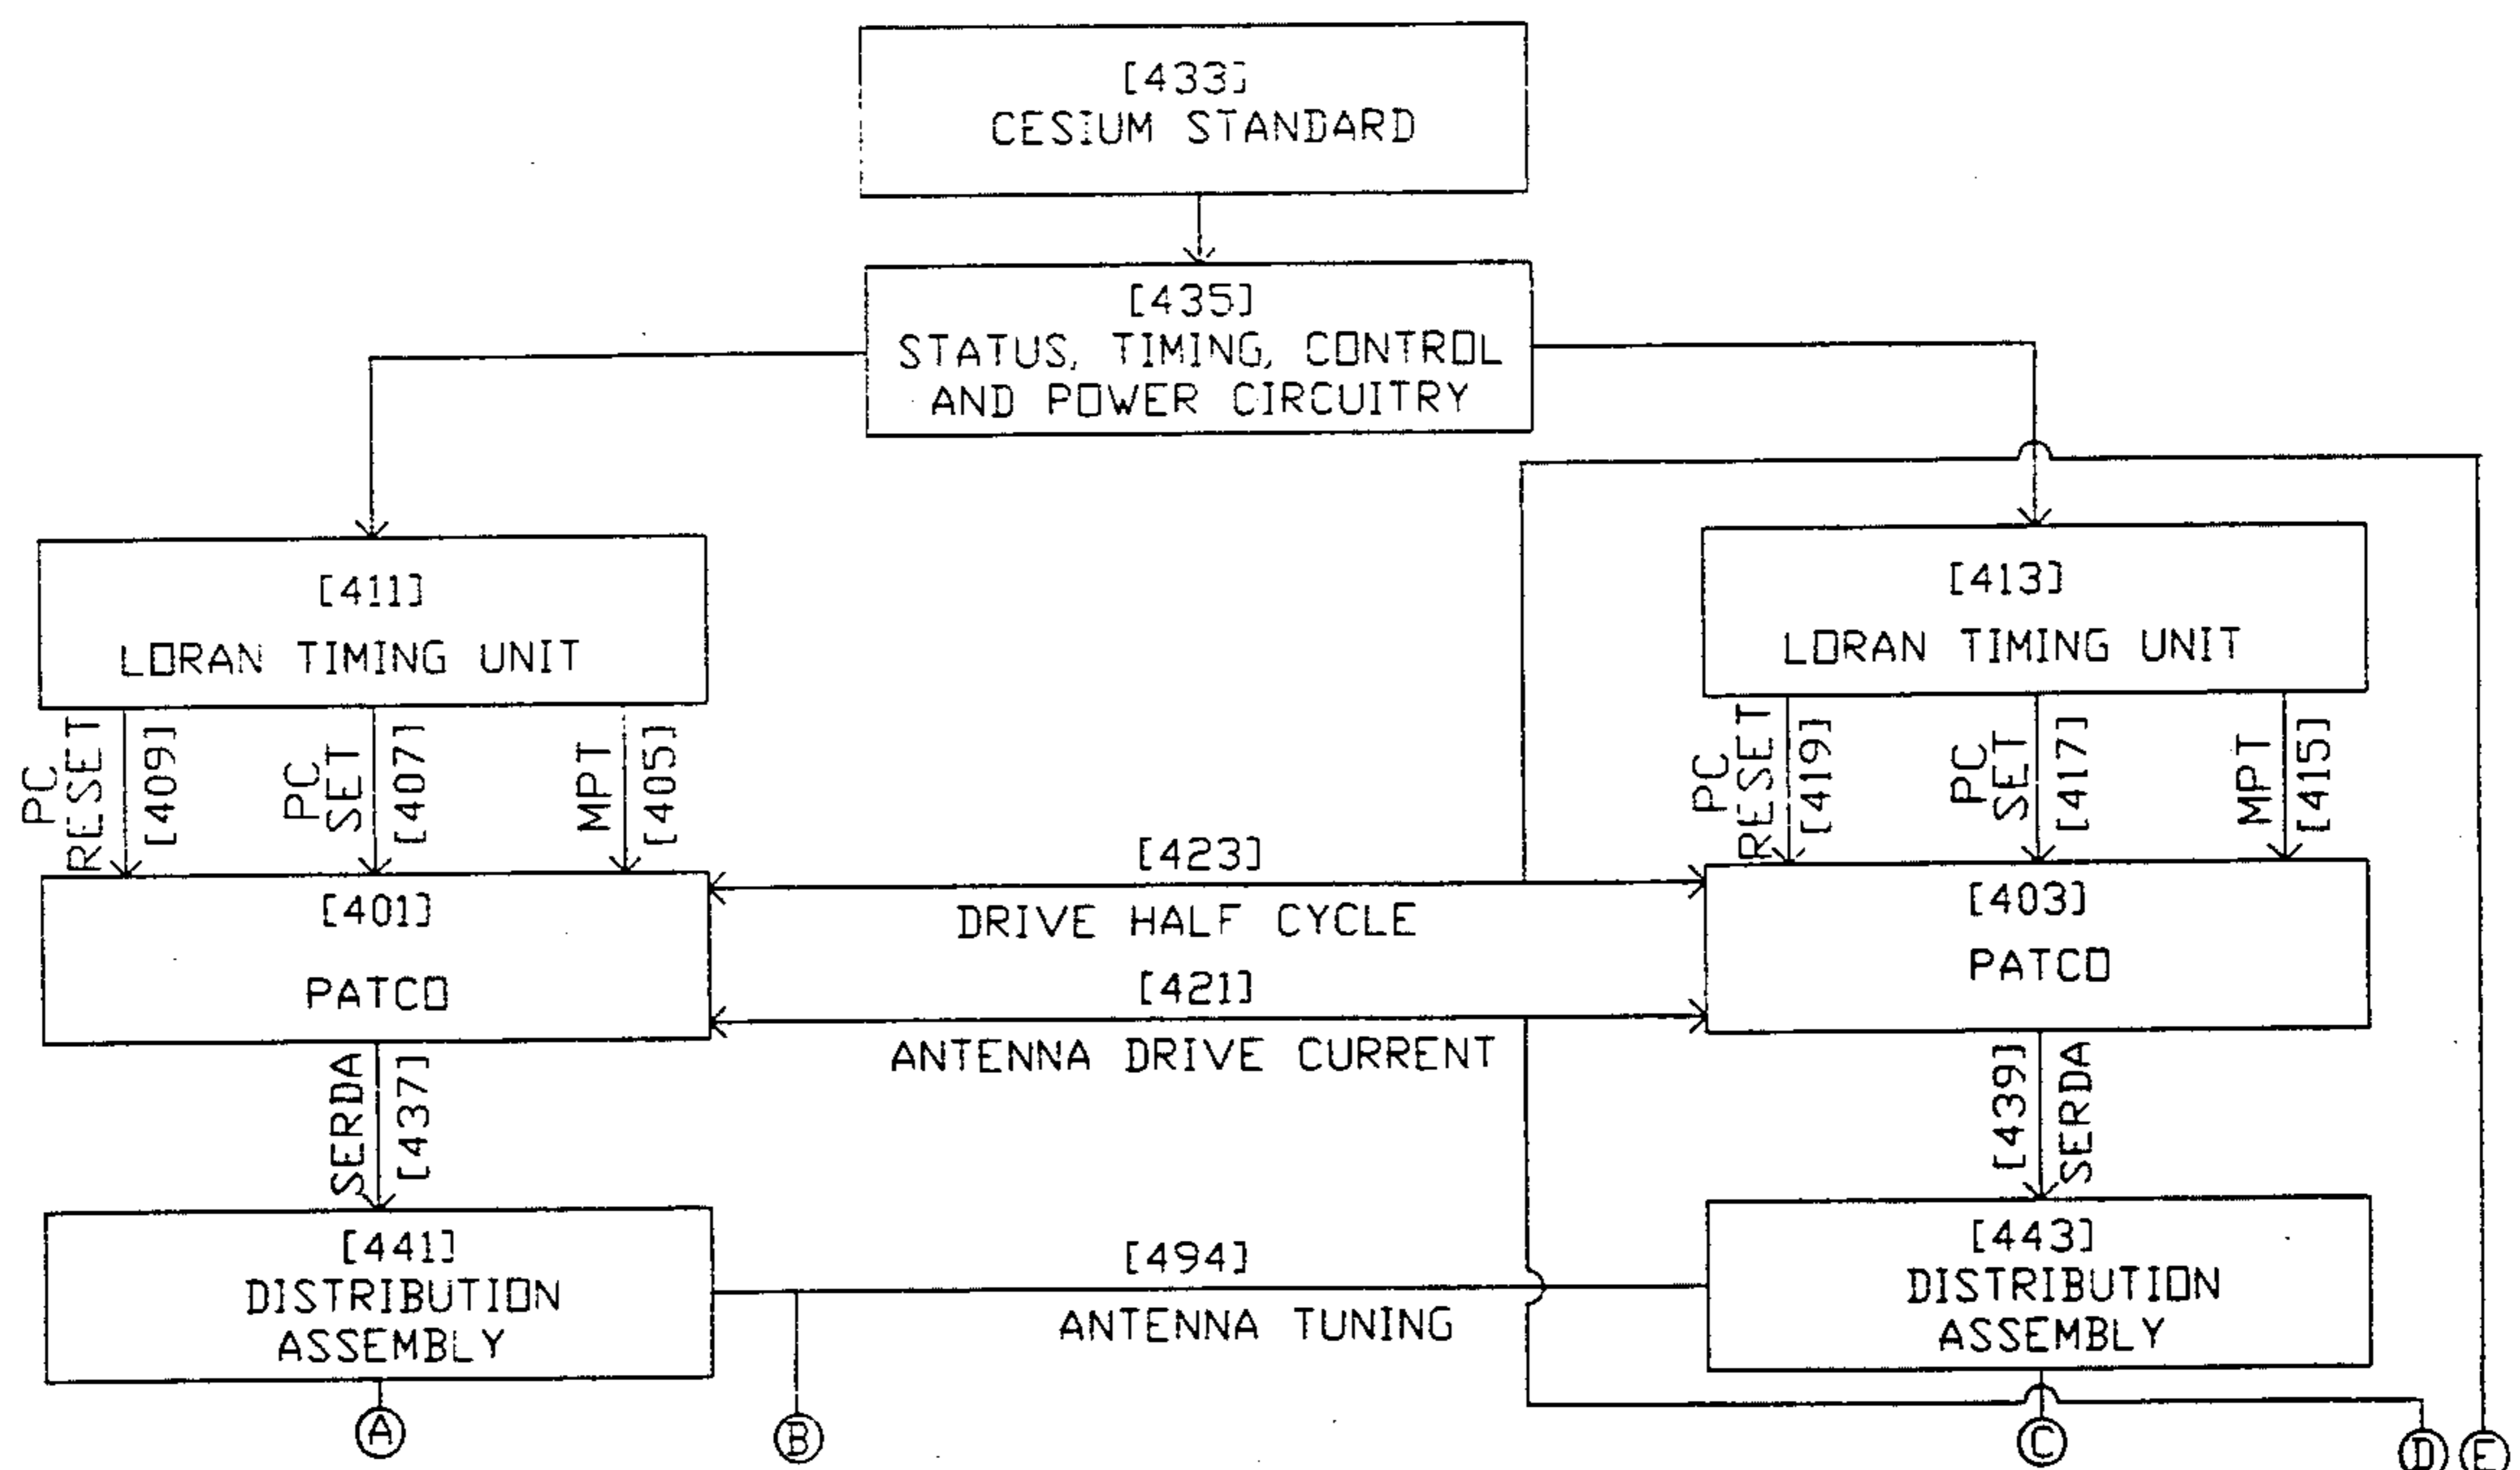 [433]
CESIUM STANDARD
[435]
STATUS, TIMING, CONTROL
AND POWER CIRCUITRY
[411]
LORAN TIMING UNIT
[413]
LORAN TIMING UNIT
PC
RESET
[409]
PC
SET
[407]
MPT
[405]
PC
RESET
[419]
PC
SET
[417]
MPT
[415]
[401]
PATCO
[423]
DRIVE HALF CYCLE
[421]
ANTENNA DRIVE CURRENT
[403]
PATCO
SERDA
[437]
[439]
SERDA
[441]
DISTRIBUTION
ASSEMBLY
[494]
ANTENNA TUNING
[443]
DISTRIBUTION
ASSEMBLY
A
B
C
D
E